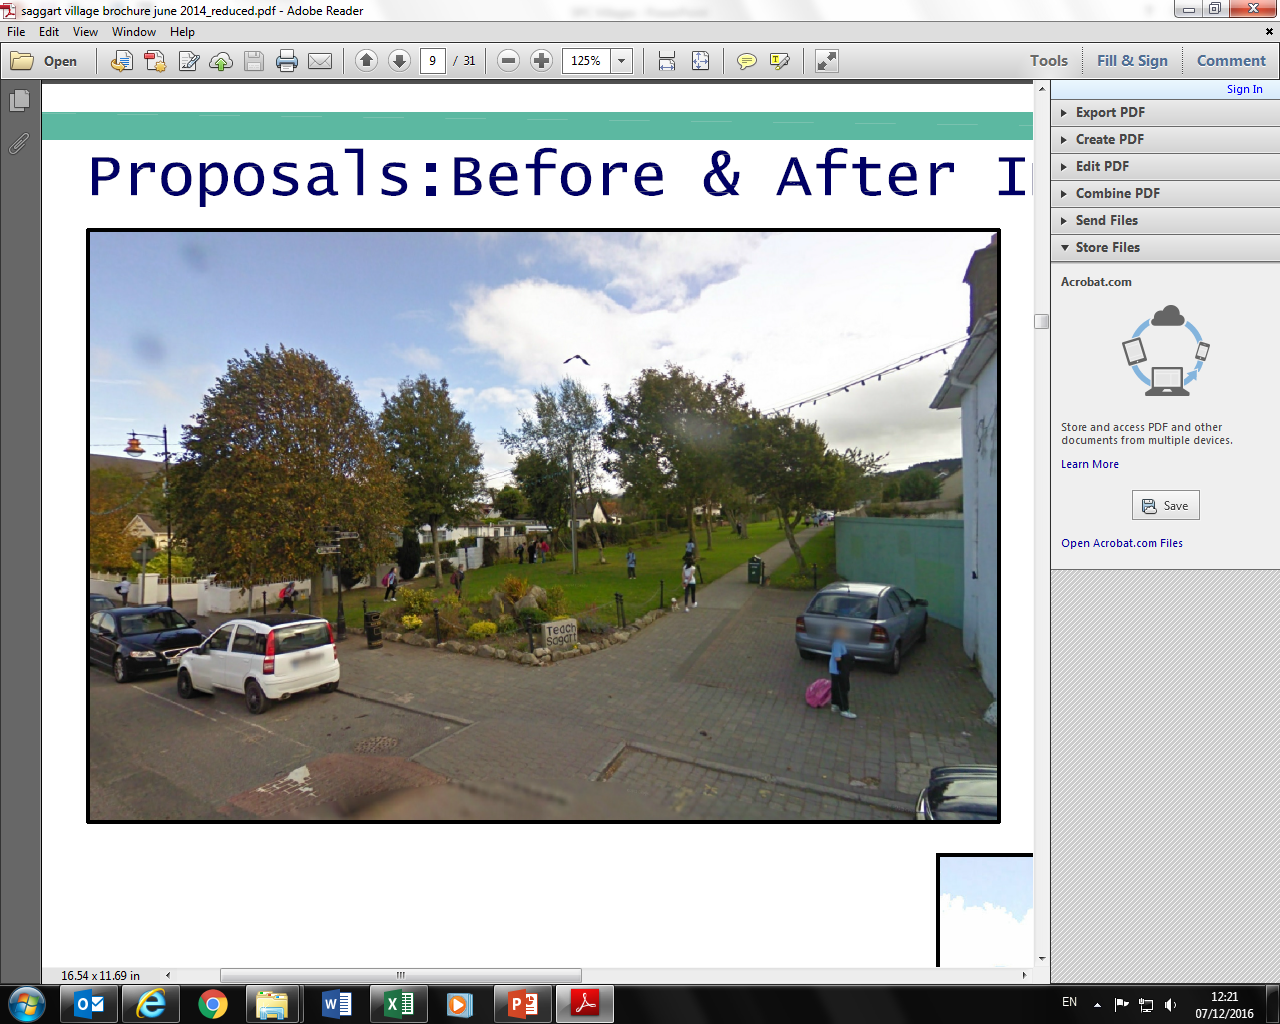 saggart village brochure june 2014_reduced.pdf - Adobe Reader
File Edit View Window Help
Open
9 / 31
125%
Tools
Fill & Sign
Comment
Sign In
Export PDF
Create PDF
Edit PDF
Combine PDF
Send Files
Store Files
Acrobat.com
Store and access PDF and other
documents from multiple devices.
Learn More
Save
Open Acrobat.com Files
Proposals:Before & After
Teach
Sagart
16.54 x 11.69 in
EN
12:21
07/12/2016